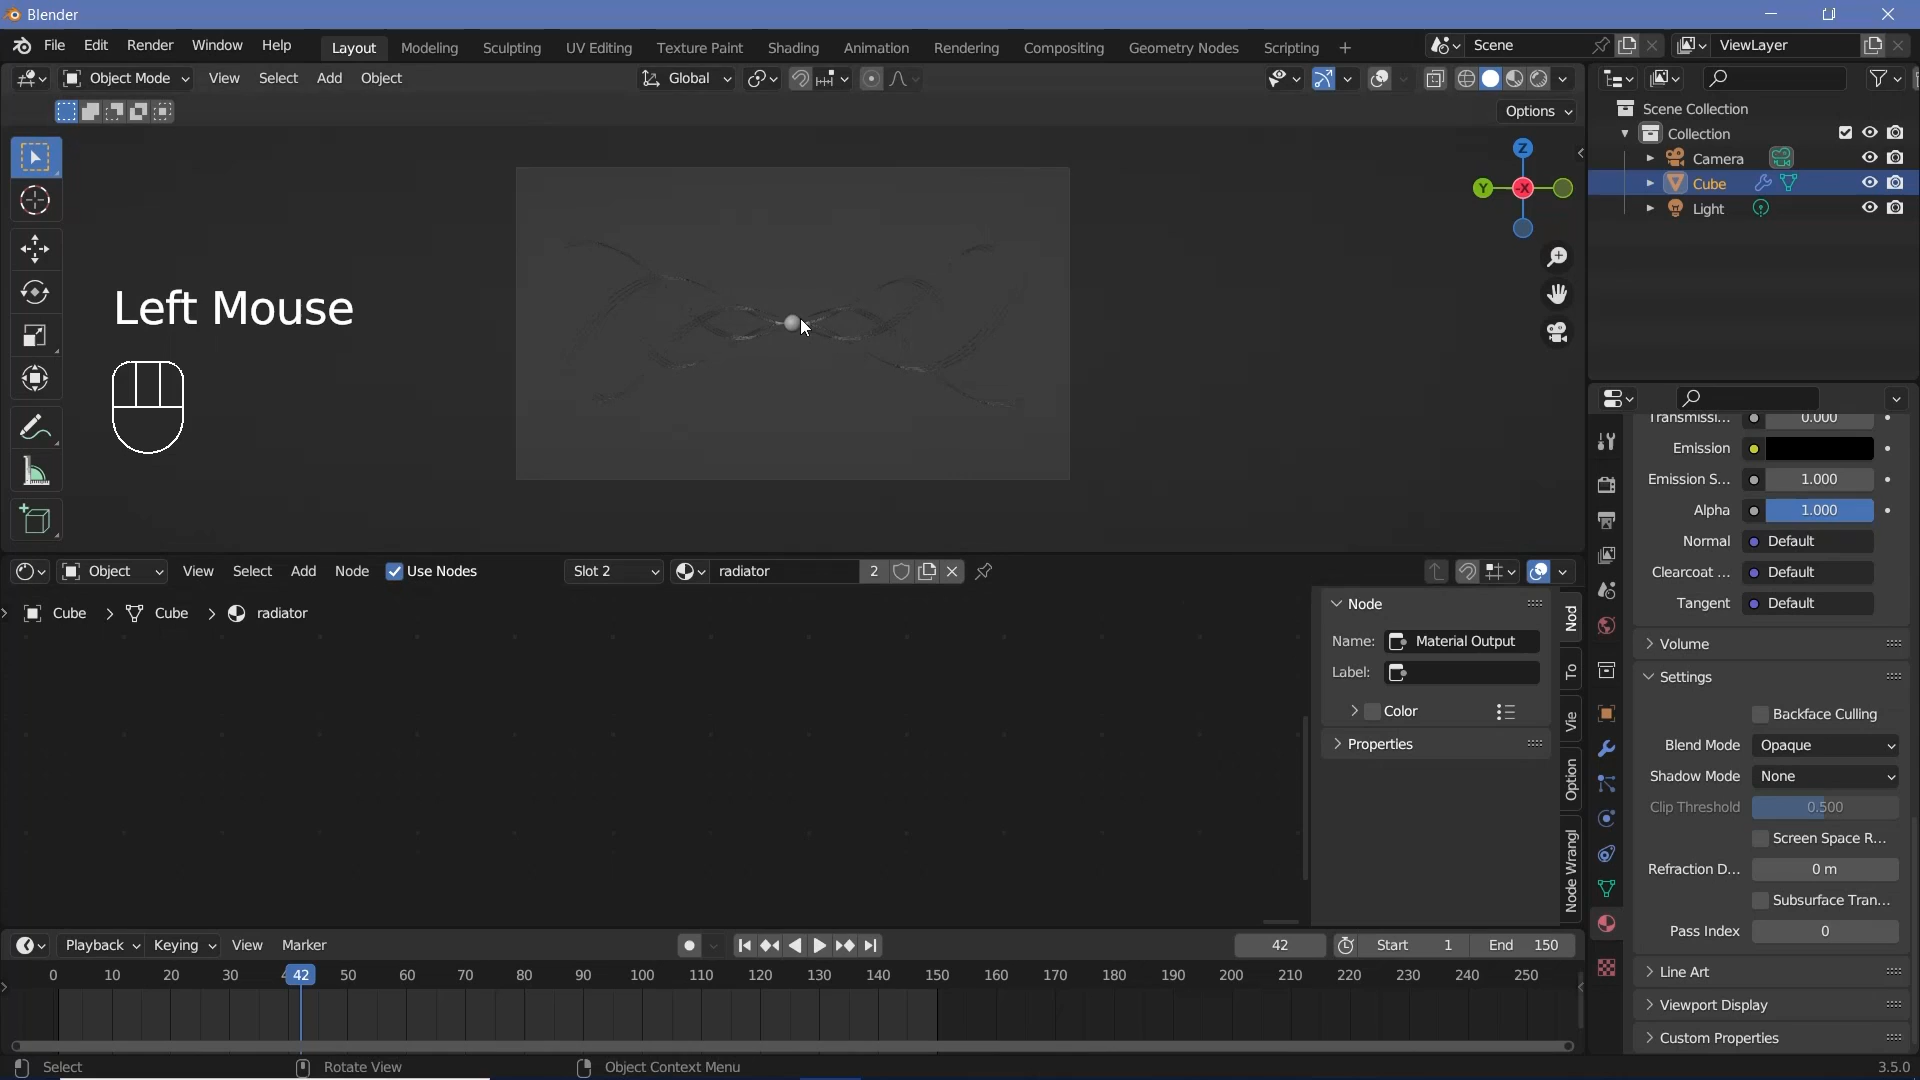 Blender
File Edit Render Window Help
Layout Modeling Sculpting UV Editing Texture Paint Shading Animation Rendering Compositing Geometry Nodes Scripting +
Scene
ViewLayer
Object Mode View Select Add Object
Global
Options
Z
Y
-X
Left Mouse
Scene Collection
Collection
Camera
Cube
Light
Transmissi... 0.000
Emission
Emission S... 1.000
Alpha 1.000
Normal Default
Clearcoat ... Default
Tangent Default
Volume
Settings
Backface Culling
Blend Mode Opaque
Shadow Mode None
Clip Threshold 0.500
Screen Space R...
Refraction D... 0 m
Subsurface Tran...
Pass Index 0
Line Art
Viewport Display
Custom Properties
Object View Select Add Node Use Nodes
Slot 2
radiator 2
Cube > Cube > radiator
Node
Name: Material Output
Label:
Color
Properties
Nod
To
Vie
Option
Node Wrangl
Playback Keying View Marker
42
Start 1 End 150
0 10 20 30 4 42 50 60 70 80 90 100 110 120 130 140 150 160 170 180 190 200 210 220 230 240 250
Select
Rotate View
Object Context Menu
3.5.0